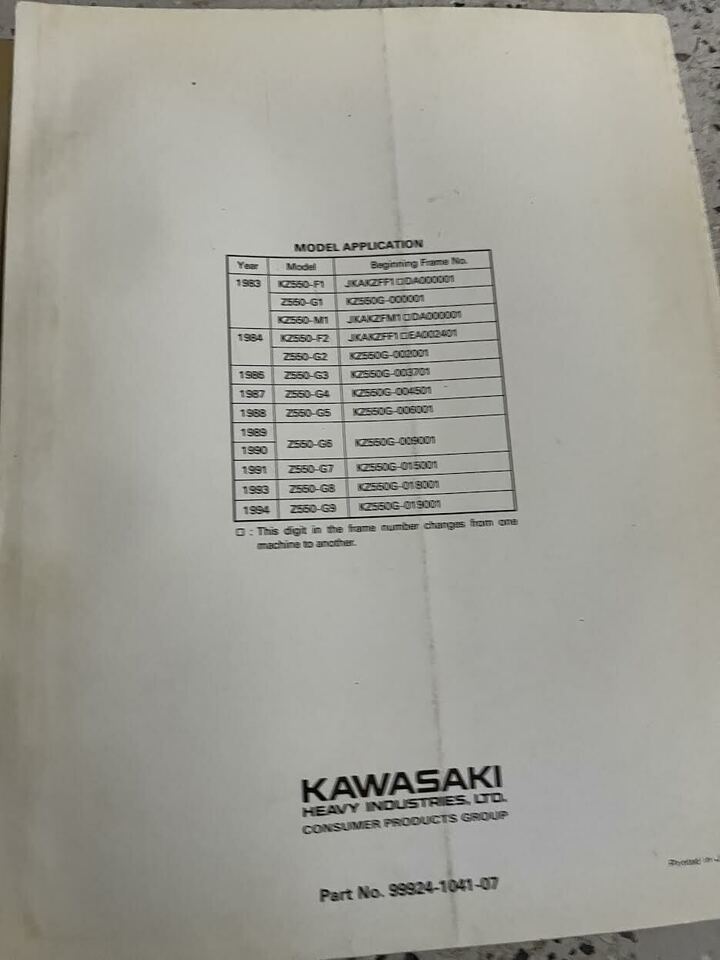 MODEL APPLICATION
Year Model Beginning Frame No.
1983 KZ550-F1 JKAKZFF1□DA000001
Z550-G1 KZ550G-000001
KZ550-M1 JKAKZFM1□DA000001
1984 KZ550-F2 JKAKZFF1□EA002401
Z550-G2 KZ550G-002001
1986 Z550-G3 KZ550G-003701
1987 Z550-G4 KZ550G-004501
1988 Z550-G5 KZ550G-006001
1989
Z550-G6 KZ550G-009001
1990
1991 Z550-G7 KZ550G-015001
1993 Z550-G8 KZ550G-018001
1994 Z550-G9 KZ550G-019001
□ : This digit in the frame number changes from one
machine to another.
KAWASAKI
HEAVY INDUSTRIES, LTD.
CONSUMER PRODUCTS GROUP
Part No. 99924-1041-07